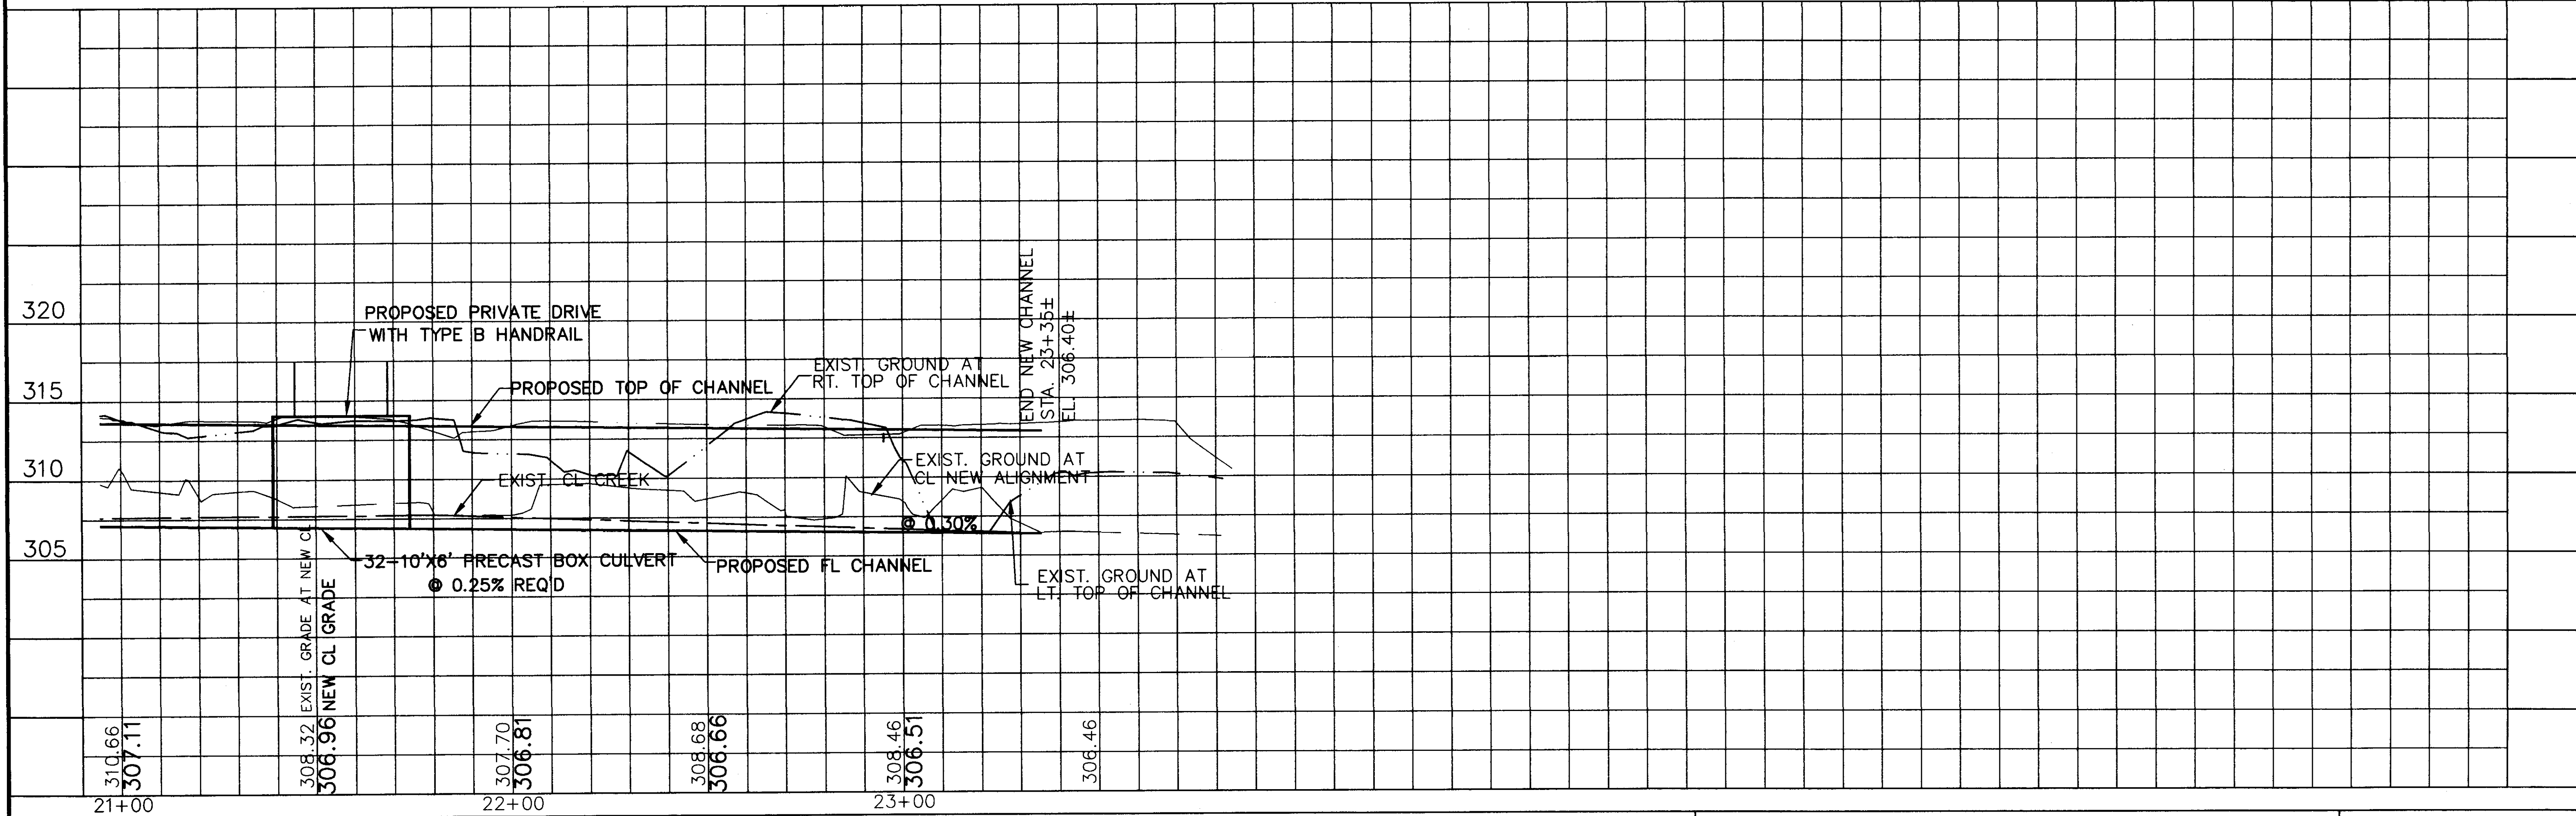 320
315
310
305
PROPOSED PRIVATE DRIVE
WITH TYPE B HANDRAIL
PROPOSED TOP OF CHANNEL
EXIST. GROUND AT
RT. TOP OF CHANNEL
END NEW CHANNEL
STA. 23+35±
EL. 306.40±
EXIST. CL CREEK
EXIST. GROUND AT
CL NEW ALIGNMENT
@ 0.30%
32-10'X6' PRECAST BOX CULVERT
@ 0.25% REQ'D
PROPOSED FL CHANNEL
EXIST. GROUND AT
LT. TOP OF CHANNEL
310.66
307.11
308.32 EXIST. GRADE AT NEW CL
306.96 NEW CL GRADE
307.70
306.81
308.68
306.66
308.46
306.51
306.46
21+00
22+00
23+00